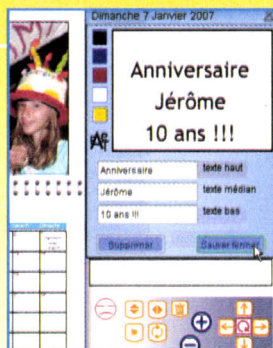 Dimanche 7 Janvier 2007
Anniversaire
Jérôme
10 ans !!!
Anniversaire texte haut
Jérôme texte médian
10 ans !!! texte bas
Supprimer Sauver fermer